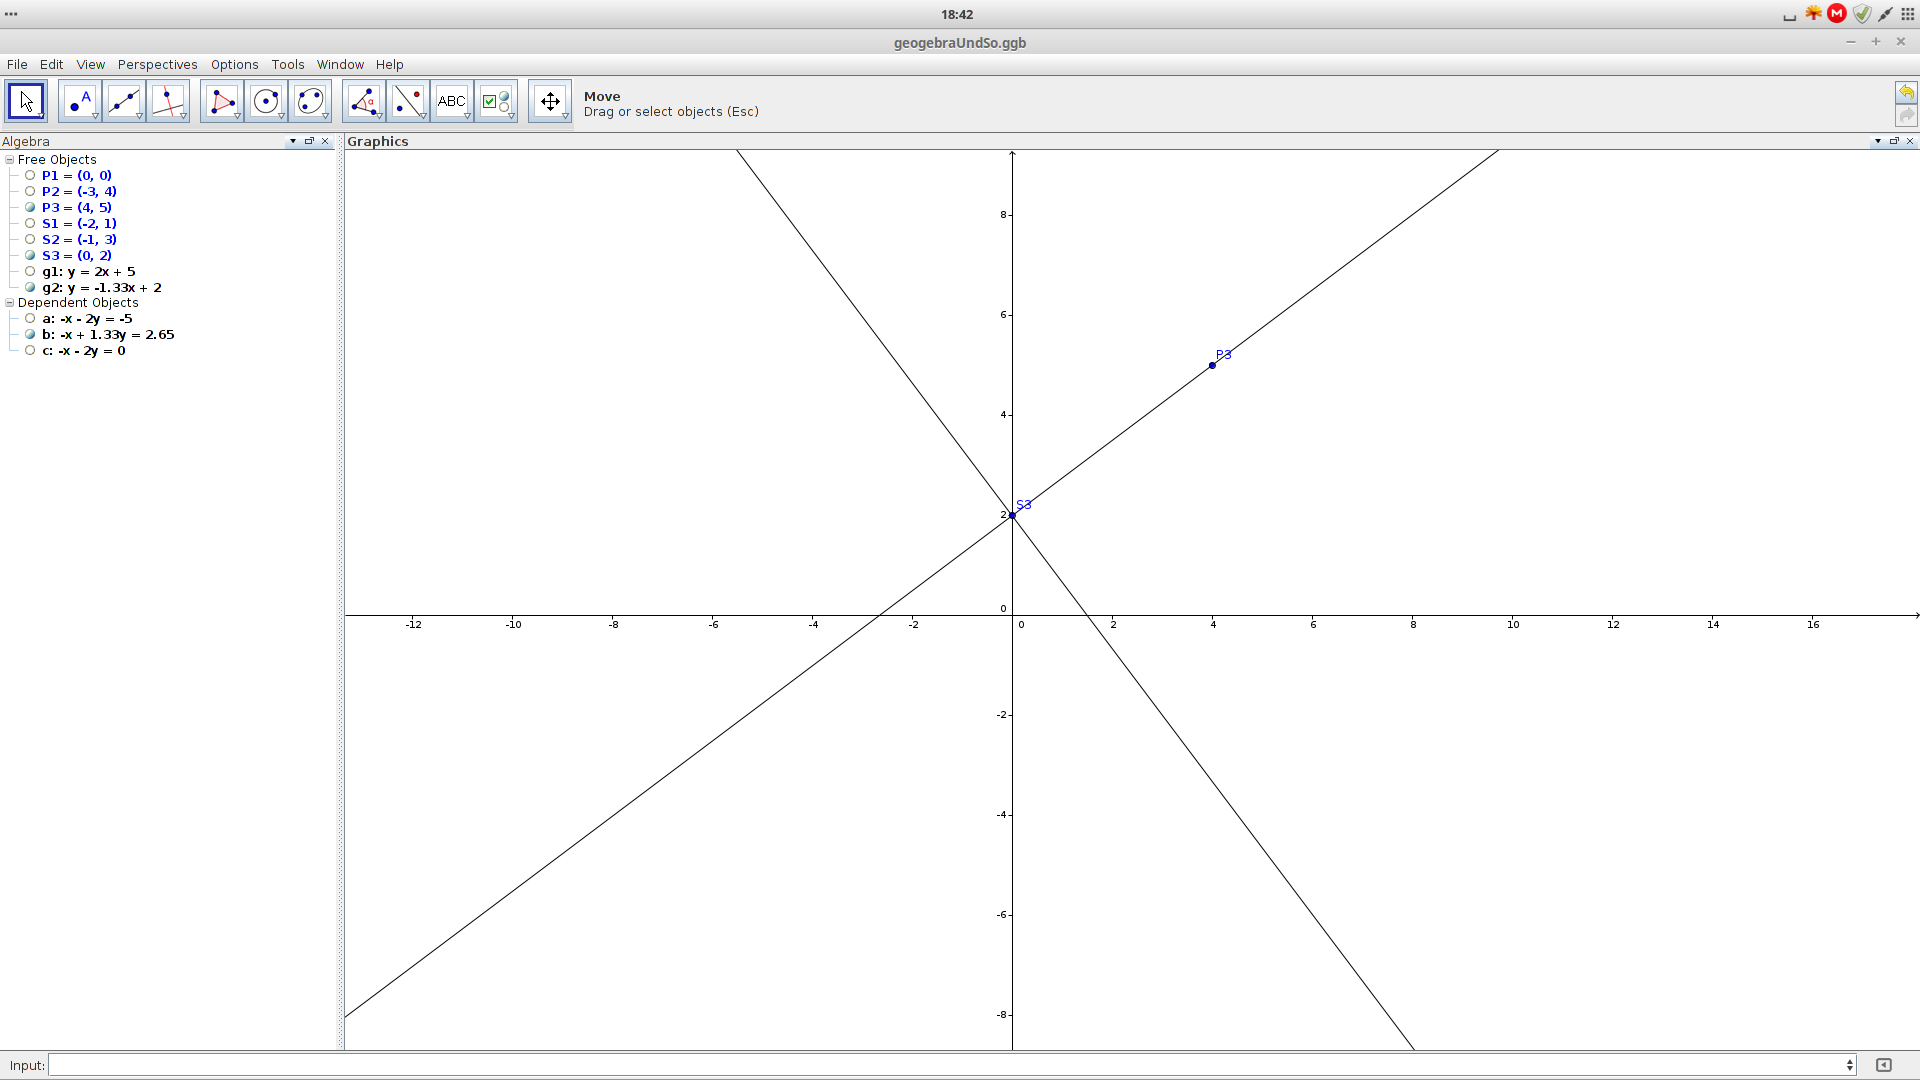 18:42
geogebraUndSo.ggb
File Edit View Perspectives Options Tools Window Help
A
α
ABC
Move
Drag or select objects (Esc)
M
Algebra
Graphics
Free Objects
P1 = (0, 0)
P2 = (-3, 4)
P3 = (4, 5)
S1 = (-2, 1)
S2 = (-1, 3)
S3 = (0, 2)
g1: y = 2x + 5
g2: y = -1.33x + 2
Dependent Objects
a: -x - 2y = -5
b: -x + 1.33y = 2.65
c: -x - 2y = 0
8
6
P3
4
S3
2
0
-12 -10 -8 -6 -4 -2 0 2 4 6 8 10 12 14 16
-2
-4
-6
-8
Input: